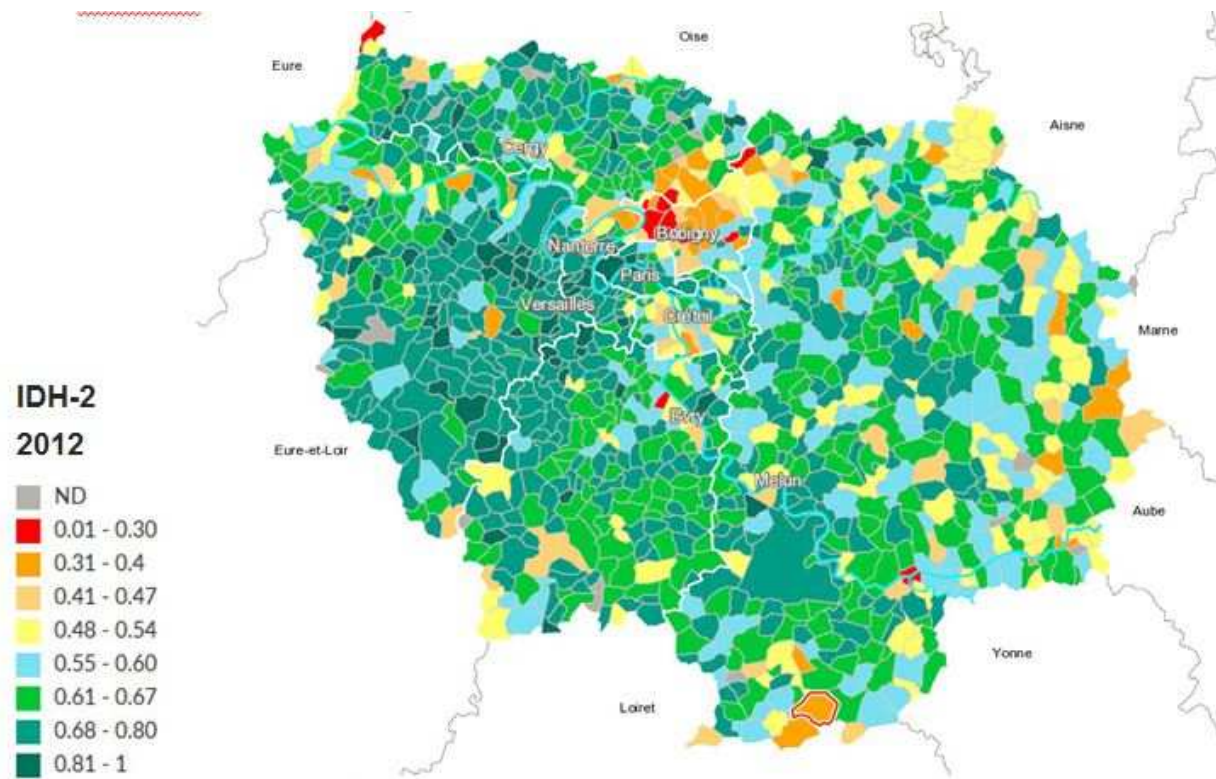 Oise
Eure
Aisne
Cergy
Bobigny
Nanterre
Paris
Versailles
Créteil
Marne
IDH-2
2012
Evry
Eure-et-Loir
Melun
ND
0.01 - 0.30
Aube
0.31 - 0.4
0.41 - 0.47
0.48 - 0.54
0.55 - 0.60
Yonne
0.61 - 0.67
Loiret
0.68 - 0.80
0.81 - 1